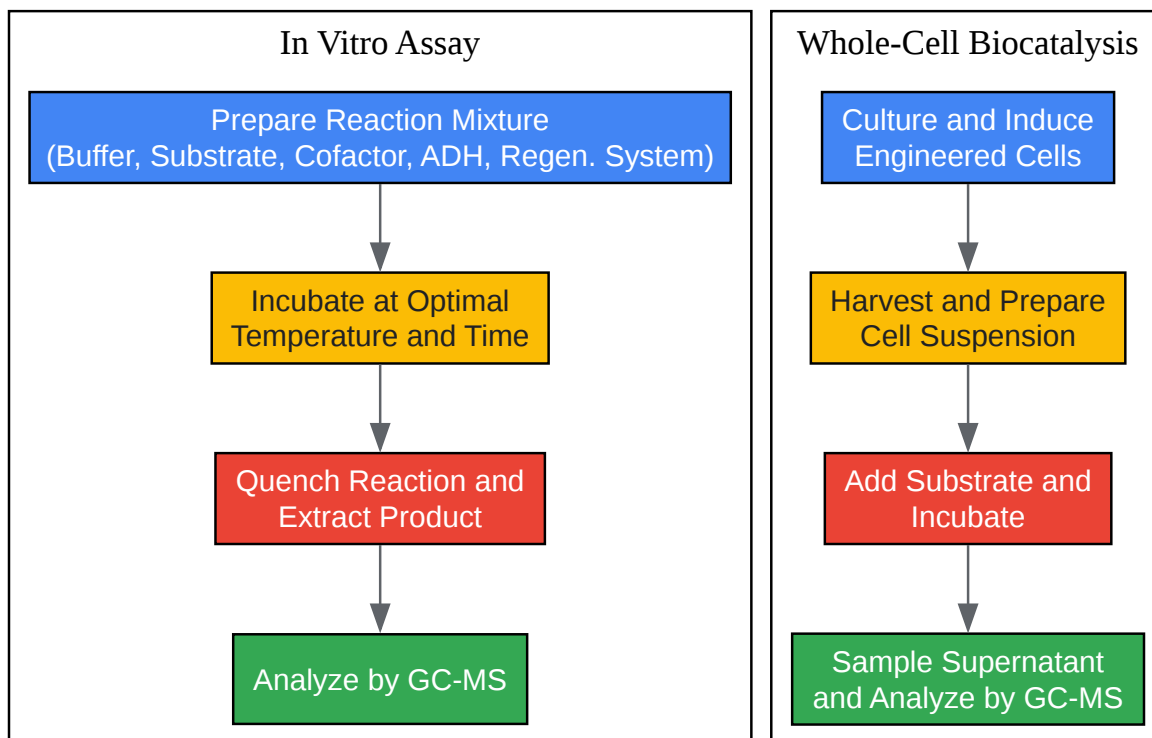 In Vitro Assay
Prepare Reaction Mixture
(Buffer, Substrate, Cofactor, ADH, Regen. System)
Incubate at Optimal
Temperature and Time
Quench Reaction and
Extract Product
Analyze by GC-MS
Whole-Cell Biocatalysis
Culture and Induce
Engineered Cells
Harvest and Prepare
Cell Suspension
Add Substrate and
Incubate
Sample Supernatant
and Analyze by GC-MS